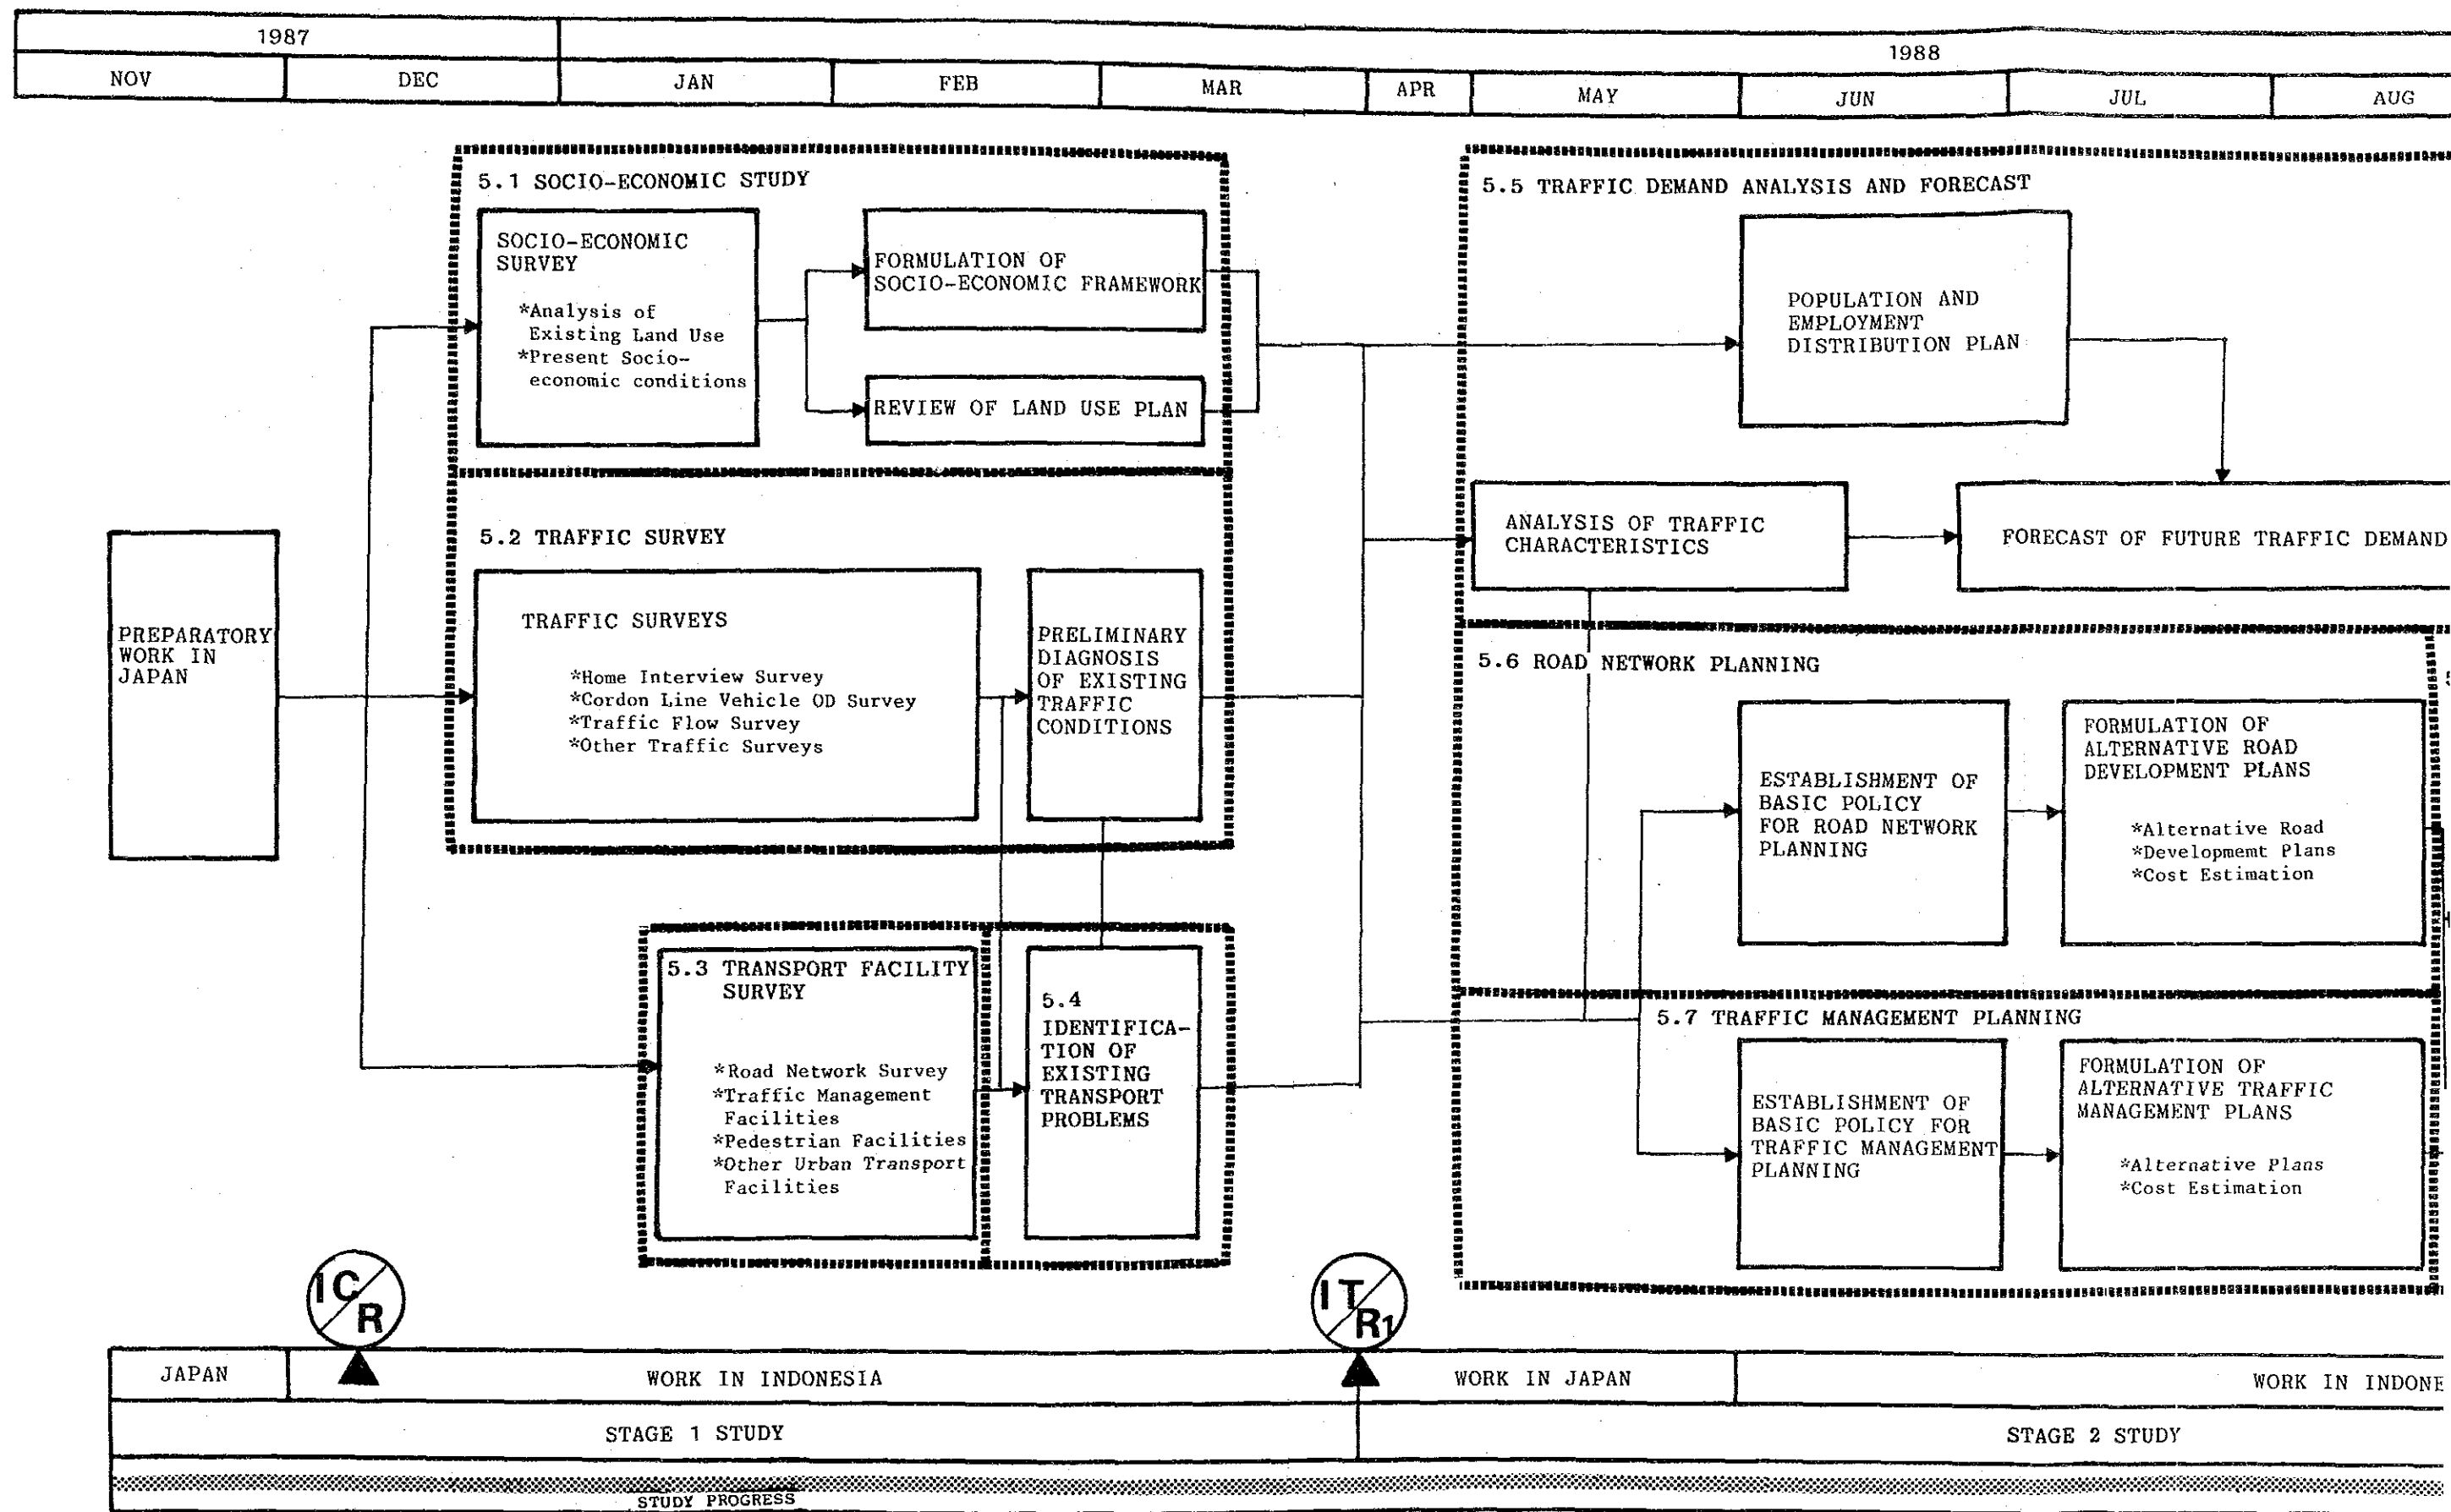 1987
1988
NOV
DEC
JAN
FEB
MAR
APR
MAY
JUN
JUL
AUG
5.1 SOCIO-ECONOMIC STUDY
SOCIO-ECONOMIC
SURVEY
*Analysis of
Existing Land Use
*Present Socio-
economic conditions
FORMULATION OF
SOCIO-ECONOMIC FRAMEWORK
REVIEW OF LAND USE PLAN
5.2 TRAFFIC SURVEY
TRAFFIC SURVEYS
*Home Interview Survey
*Cordon Line Vehicle OD Survey
*Traffic Flow Survey
*Other Traffic Surveys
PRELIMINARY
DIAGNOSIS
OF EXISTING
TRAFFIC
CONDITIONS
PREPARATORY
WORK IN
JAPAN
5.3 TRANSPORT FACILITY
SURVEY
*Road Network Survey
*Traffic Management
Facilities
*Pedestrian Facilities
*Other Urban Transport
Facilities
5.4
IDENTIFICA-
TION OF
EXISTING
TRANSPORT
PROBLEMS
5.5 TRAFFIC DEMAND ANALYSIS AND FORECAST
POPULATION AND
EMPLOYMENT
DISTRIBUTION PLAN
ANALYSIS OF TRAFFIC
CHARACTERISTICS
FORECAST OF FUTURE TRAFFIC DEMAND
5.6 ROAD NETWORK PLANNING
ESTABLISHMENT OF
BASIC POLICY
FOR ROAD NETWORK
PLANNING
FORMULATION OF
ALTERNATIVE ROAD
DEVELOPMENT PLANS
*Alternative Road
*Developmemt Plans
*Cost Estimation
5.7 TRAFFIC MANAGEMENT PLANNING
ESTABLISHMENT OF
BASIC POLICY FOR
TRAFFIC MANAGEMENT
PLANNING
FORMULATION OF
ALTERNATIVE TRAFFIC
MANAGEMENT PLANS
*Alternative Plans
*Cost Estimation
IC/R
IT/R1
JAPAN
WORK IN INDONESIA
WORK IN JAPAN
WORK IN INDONE
STAGE 1 STUDY
STAGE 2 STUDY
STUDY PROGRESS